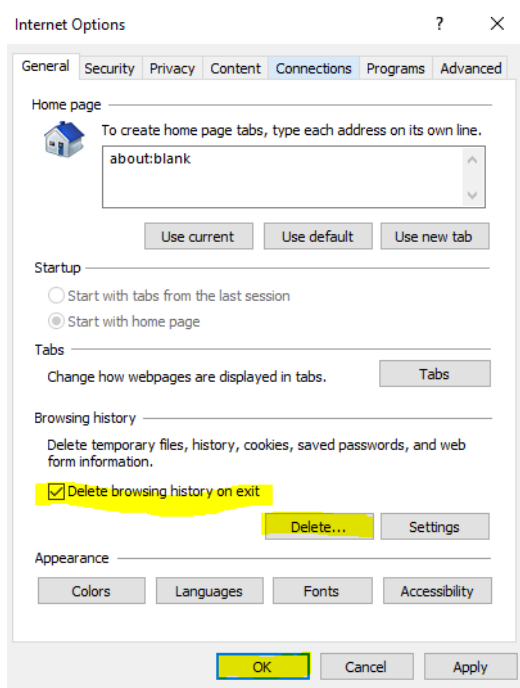 Internet Options ?
General Security Privacy Content Connections Programs Advanced
Home page
To create home page tabs, type each address on its own line.
about:blank
Use current Use default Use new tab
Startup
Start with tabs from the last session
Start with home page
Tabs
Change how webpages are displayed in tabs. Tabs
Browsing history
Delete temporary files, history, cookies, saved passwords, and web
form information.
Delete browsing history on exit
Delete... Settings
Appearance
Colors Languages Fonts Accessibility
OK Cancel Apply